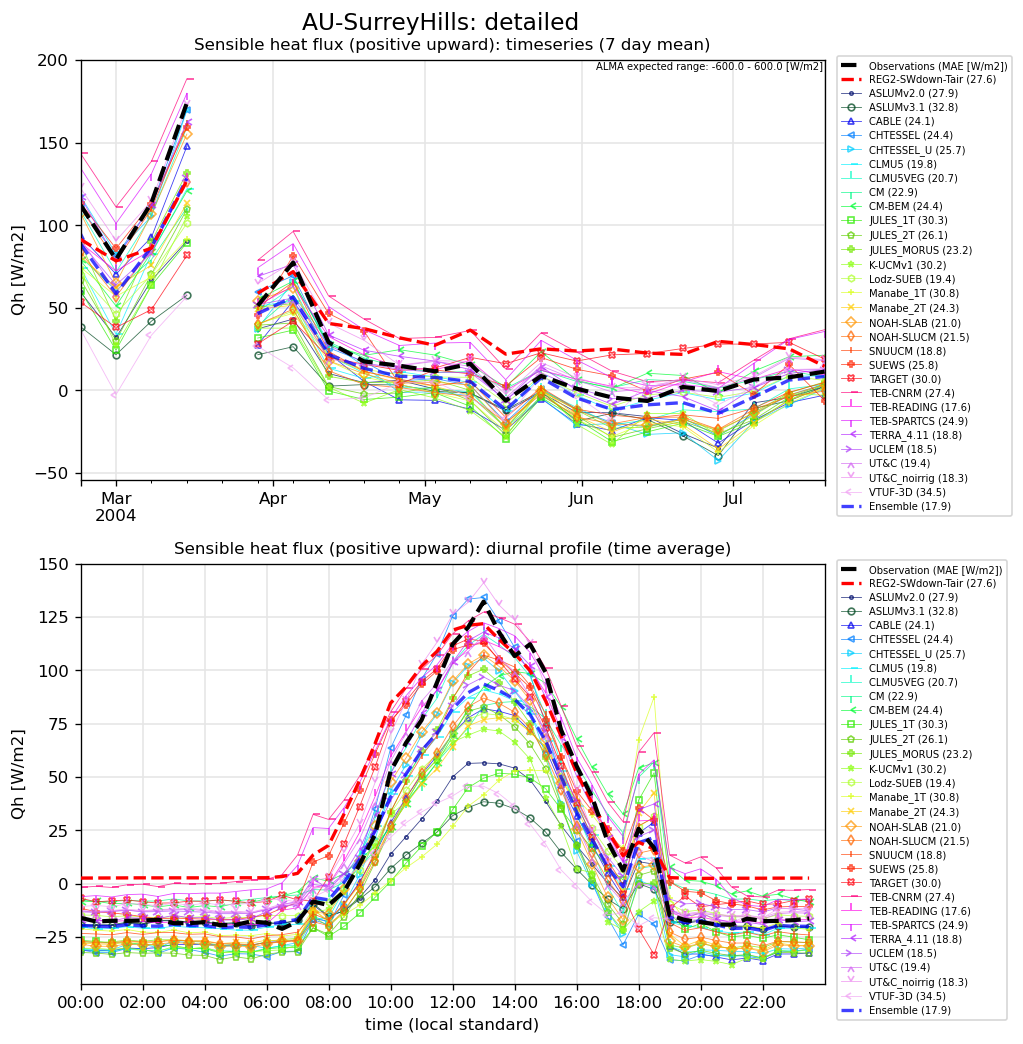 AU-SurreyHills: detailed
Sensible heat flux (positive upward): timeseries (7 day mean)
ALMA expected range: -600.0 - 600.0 [W/m2]
Qh [W/m2]
200
150
100
50
0
−50
Mar
2004
Apr
May
Jun
Jul
Observations (MAE [W/m2])
REG2-SWdown-Tair (27.6)
ASLUMv2.0 (27.9)
ASLUMv3.1 (32.8)
CABLE (24.1)
CHTESSEL (24.4)
CHTESSEL_U (25.7)
CLMU5 (19.8)
CLMU5VEG (20.7)
CM (22.9)
CM-BEM (24.4)
JULES_1T (30.3)
JULES_2T (26.1)
JULES_MORUS (23.2)
K-UCMv1 (30.2)
Lodz-SUEB (19.4)
Manabe_1T (30.8)
Manabe_2T (24.3)
NOAH-SLAB (21.0)
NOAH-SLUCM (21.5)
SNUUCM (18.8)
SUEWS (25.8)
TARGET (30.0)
TEB-CNRM (27.4)
TEB-READING (17.6)
TEB-SPARTCS (24.9)
TERRA_4.11 (18.8)
UCLEM (18.5)
UT&C (19.4)
UT&C_noirrig (18.3)
VTUF-3D (34.5)
Ensemble (17.9)
Sensible heat flux (positive upward): diurnal profile (time average)
Qh [W/m2]
150
125
100
75
50
25
0
−25
00:00
02:00
04:00
06:00
08:00
10:00
12:00
14:00
16:00
18:00
20:00
22:00
time (local standard)
Observation (MAE [W/m2])
REG2-SWdown-Tair (27.6)
ASLUMv2.0 (27.9)
ASLUMv3.1 (32.8)
CABLE (24.1)
CHTESSEL (24.4)
CHTESSEL_U (25.7)
CLMU5 (19.8)
CLMU5VEG (20.7)
CM (22.9)
CM-BEM (24.4)
JULES_1T (30.3)
JULES_2T (26.1)
JULES_MORUS (23.2)
K-UCMv1 (30.2)
Lodz-SUEB (19.4)
Manabe_1T (30.8)
Manabe_2T (24.3)
NOAH-SLAB (21.0)
NOAH-SLUCM (21.5)
SNUUCM (18.8)
SUEWS (25.8)
TARGET (30.0)
TEB-CNRM (27.4)
TEB-READING (17.6)
TEB-SPARTCS (24.9)
TERRA_4.11 (18.8)
UCLEM (18.5)
UT&C (19.4)
UT&C_noirrig (18.3)
VTUF-3D (34.5)
Ensemble (17.9)